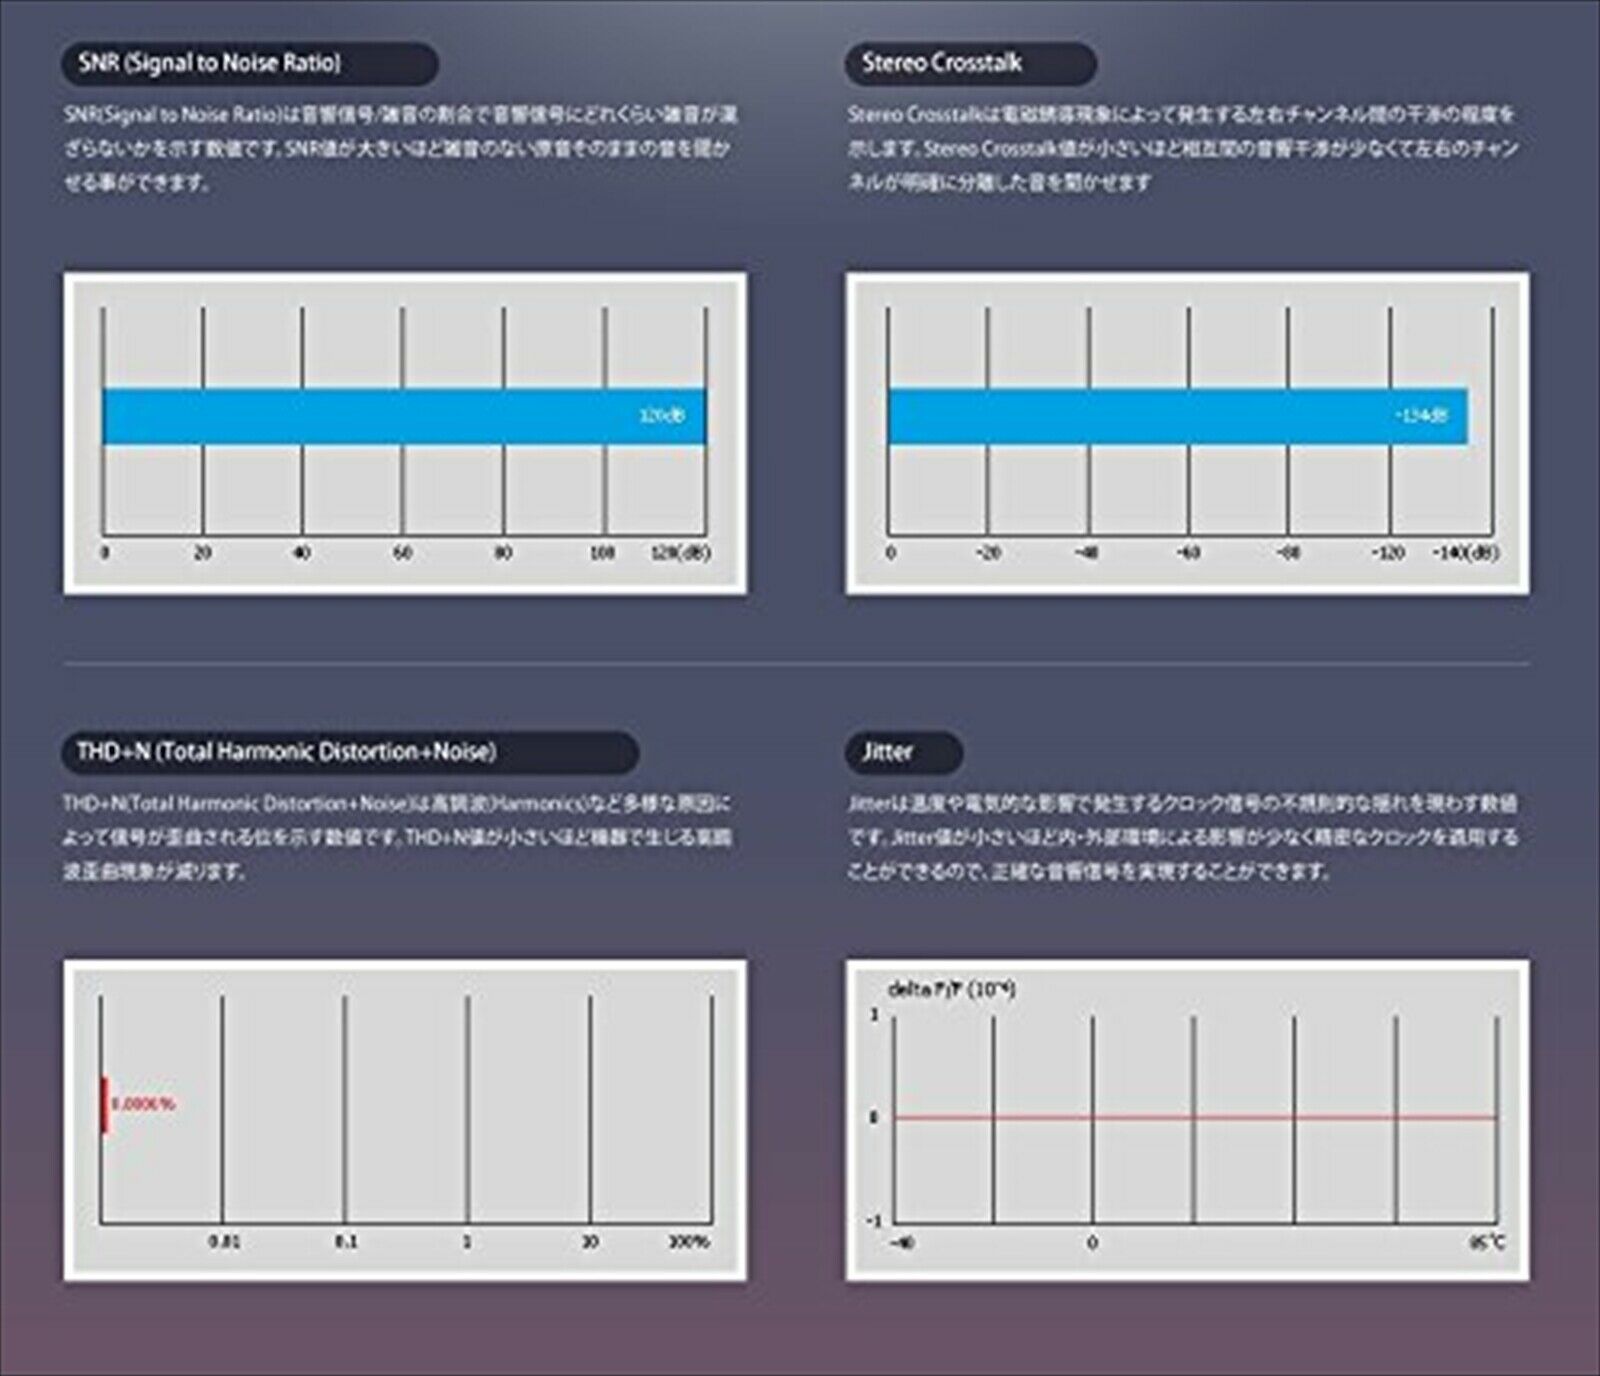 SNR (Signal to Noise Ratio)
SNR(Signal to Noise Ratio)は音響信号/雑音の割合で音響信号にどれくらい雑音が混
ざらないかを示す数値です。SNR値が大きいほど雑音のない原音そのままの音を聞か
せる事ができます。
120dB
0 20 40 60 80 100 120(dB)
Stereo Crosstalk
Stereo Crosstalkは電磁誘導現象によって発生する左右チャンネル間の干渉の程度を
示します。Stereo Crosstalk値が小さいほど相互間の音響干渉が少なくて左右のチャン
ネルが明確に分離した音を聞かせます
-134dB
0 -20 -40 -60 -80 -120 -140(dB)
THD+N (Total Harmonic Distortion+Noise)
THD+N(Total Harmonic Distortion+Noise)は高調波(Harmonics)など多様な原因に
よって信号が歪曲される位を示す数値です。THD+N値が小さいほど機器で生じる高調
波歪曲現象が減ります。
0.01 0.1 1 10 100%
Jitter
Jitterは温度や電気的な影響で発生するクロック信号の不規則的な揺れを現わす数値
です。Jitter値が小さいほど内・外部環境による影響が少なく精密なクロックを適用する
ことができるので、正確な音響信号を実現することができます。
delta F/F
1
0
-1
-40 0 85℃